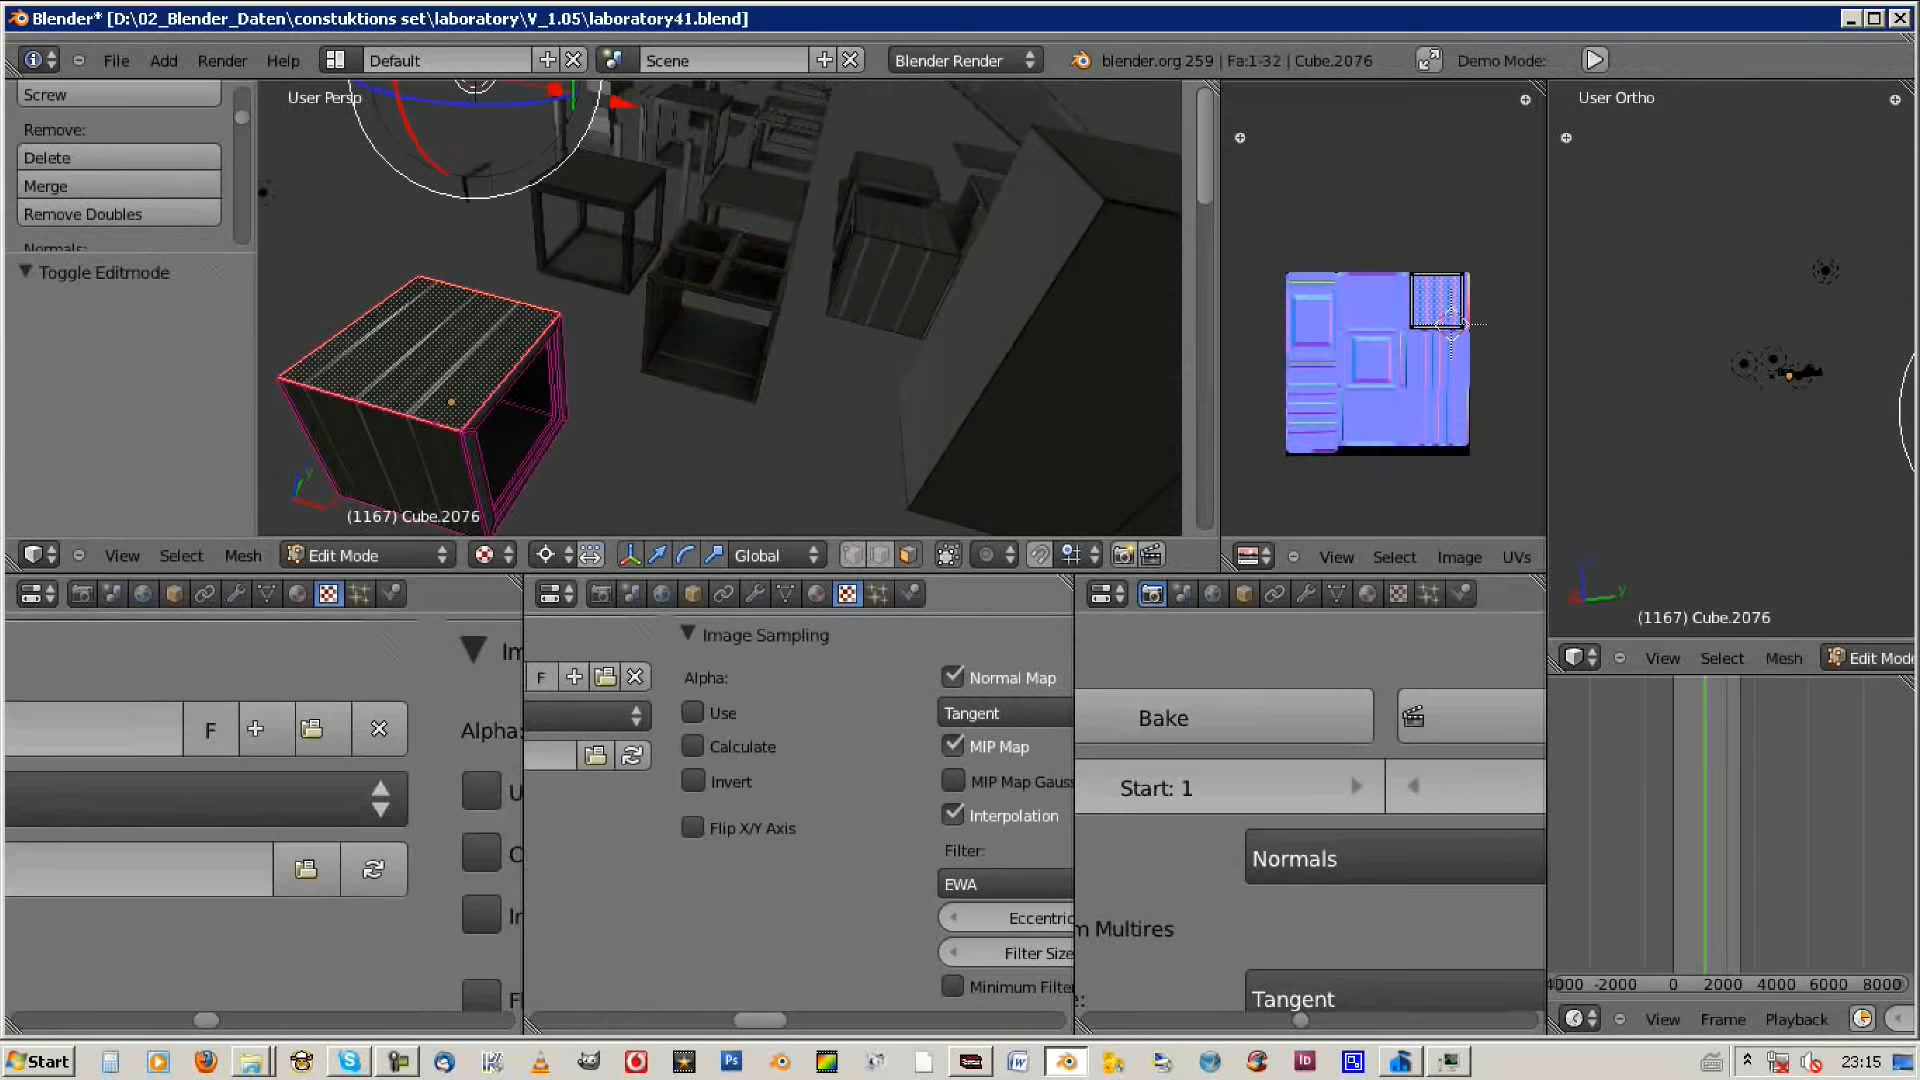 Blender* [D:\02_Blender_Daten\constuktions set\laboratory\V_1.05\laboratory41.blend]
File Add Render Help Default Scene Blender Render blender.org 259 | Fa:1-32 | Cube.2076 Demo Mode:
Screw
Remove:
Delete
Merge
Remove Doubles
Normals:
Toggle Editmode
User Persp
(1167) Cube.2076
View Select Mesh Edit Mode Global
View Select Image UVs
User Ortho
(1167) Cube.2076
View Select Mesh Edit Mode
F
Alpha:
Image Sampling
F
Alpha:
Use
Calculate
Invert
Flip X/Y Axis
Normal Map
Tangent
MIP Map
MIP Map Gaus
Interpolation
Filter:
EWA
Eccentric
Filter Size
Minimum Filte
Bake
Start: 1
Normals
m Multires
Tangent
-2000 0 2000 4000 6000 8000
View Frame Playback
Start 23:15